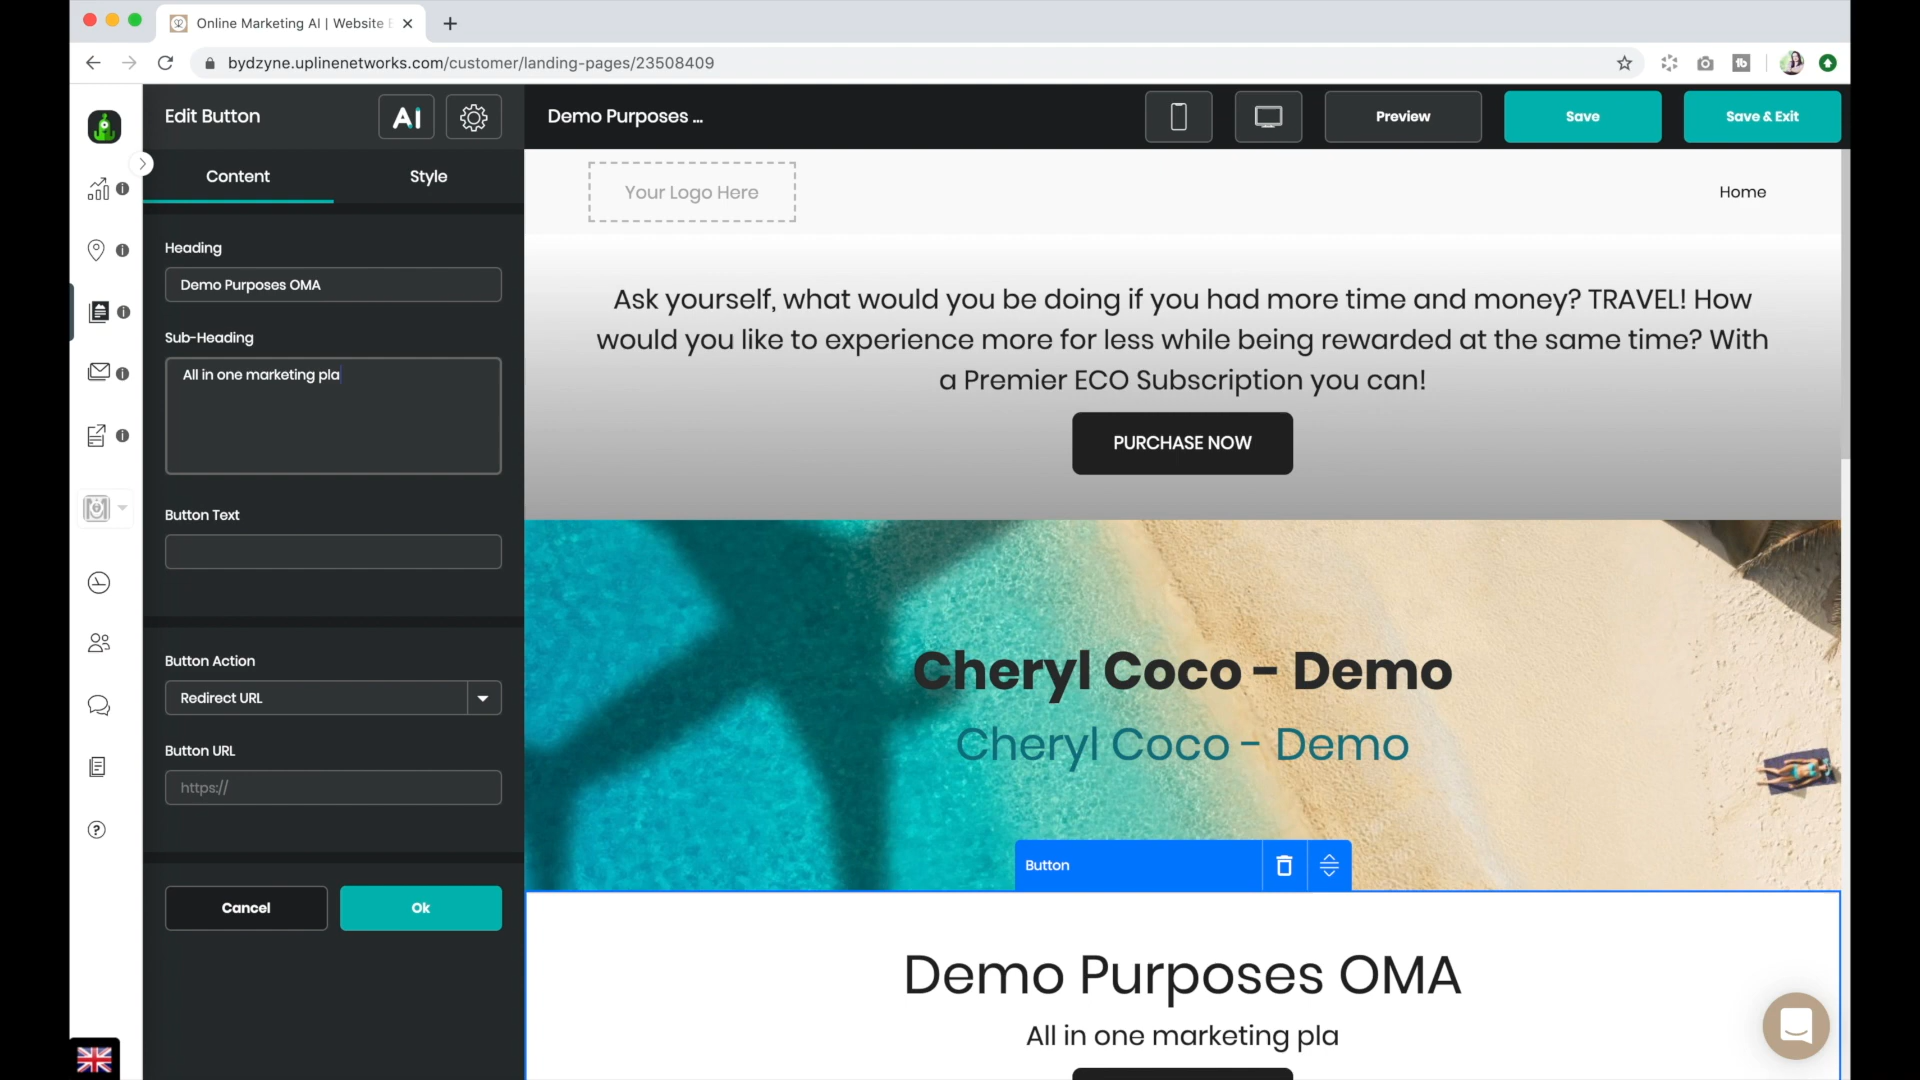 Online Marketing AI | Website
bydzyne.uplinenetworks.com/customer/landing-pages/23508409
Edit Button
AI
Demo Purposes ...
Preview
Save
Save & Exit
Content
Style
Your Logo Here
Home
Heading
Demo Purposes OMA
Sub-Heading
All in one marketing pla
Button Text
Button Action
Redirect URL
Button URL
https://
Cancel
Ok
Ask yourself, what would you be doing if you had more time and money? TRAVEL! How
would you like to experience more for less while being rewarded at the same time? With
a Premier ECO Subscription you can!
PURCHASE NOW
Cheryl Coco - Demo
Cheryl Coco - Demo
Button
Demo Purposes OMA
All in one marketing pla